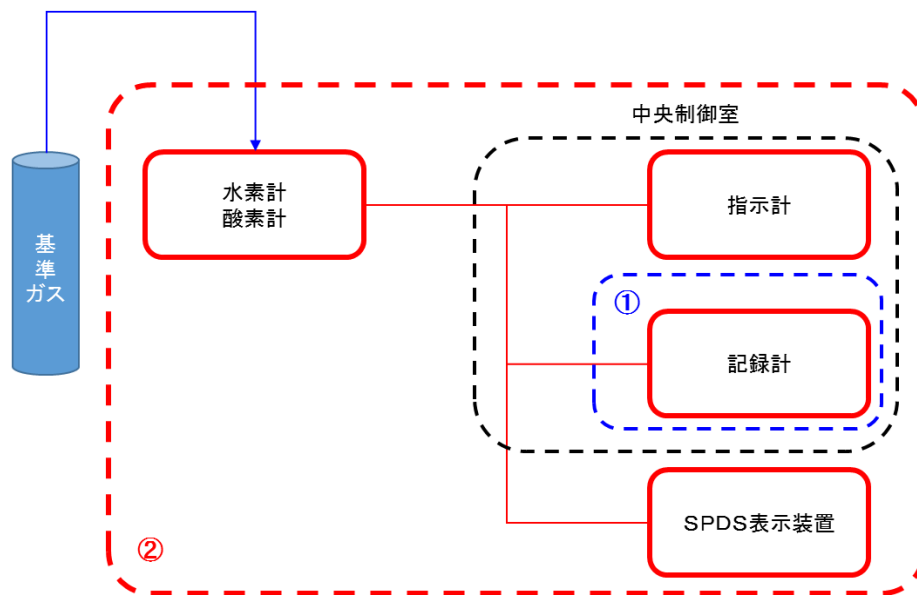 中央制御室
水素計
酸素計
指示計
基
準
ガス
①
記録計
SPDS表示装置
②